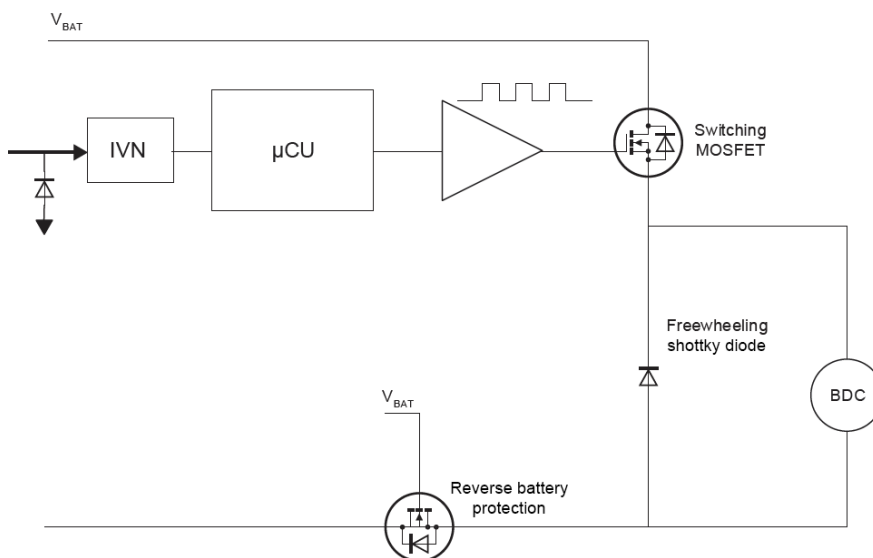 V_BAT
IVN
µCU
Switching
MOSFET
Freewheeling
shottky diode
BDC
V_BAT
Reverse battery
protection